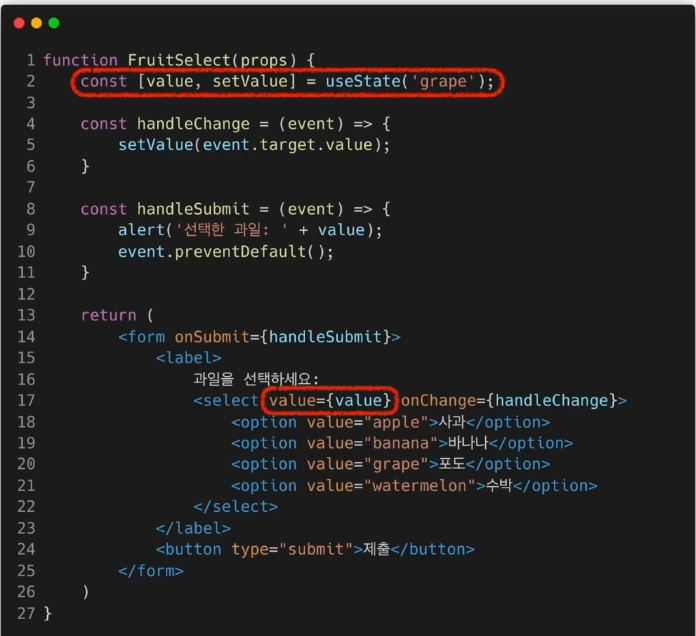 1 function FruitSelect(props) {
2 const [value, setValue] = useState('grape');
3
4 const handleChange = (event) => {
5 setValue(event.target.value);
6 }
7
8 const handleSubmit = (event) => {
9 alert('선택한 과일: ' + value);
10 event.preventDefault();
11 }
12
13 return (
14 <form onSubmit={handleSubmit}>
15 <label>
16 과일을 선택하세요:
17 <select value={value} onChange={handleChange}>
18 <option value="apple">사과</option>
19 <option value="banana">바나나</option>
20 <option value="grape">포도</option>
21 <option value="watermelon">수박</option>
22 </select>
23 </label>
24 <button type="submit">제출</button>
25 </form>
26 )
27 }